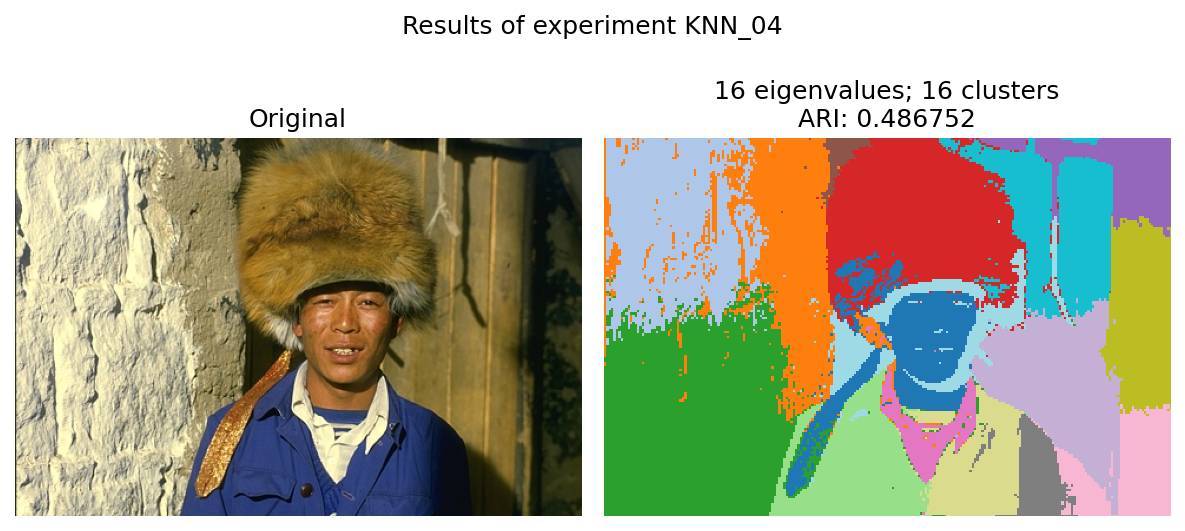 Results of experiment KNN_04
Original
16 eigenvalues; 16 clusters
ARI: 0.486752